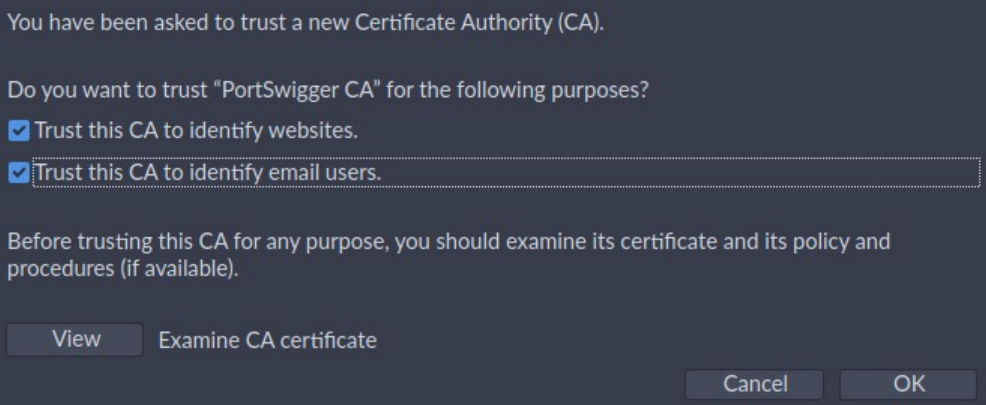 You have been asked to trust a new Certificate Authority (CA).
Do you want to trust “PortSwigger CA” for the following purposes?
Trust this CA to identify websites.
Trust this CA to identify email users.
Before trusting this CA for any purpose, you should examine its certificate and its policy and
procedures (if available).
View Examine CA certificate
Cancel OK